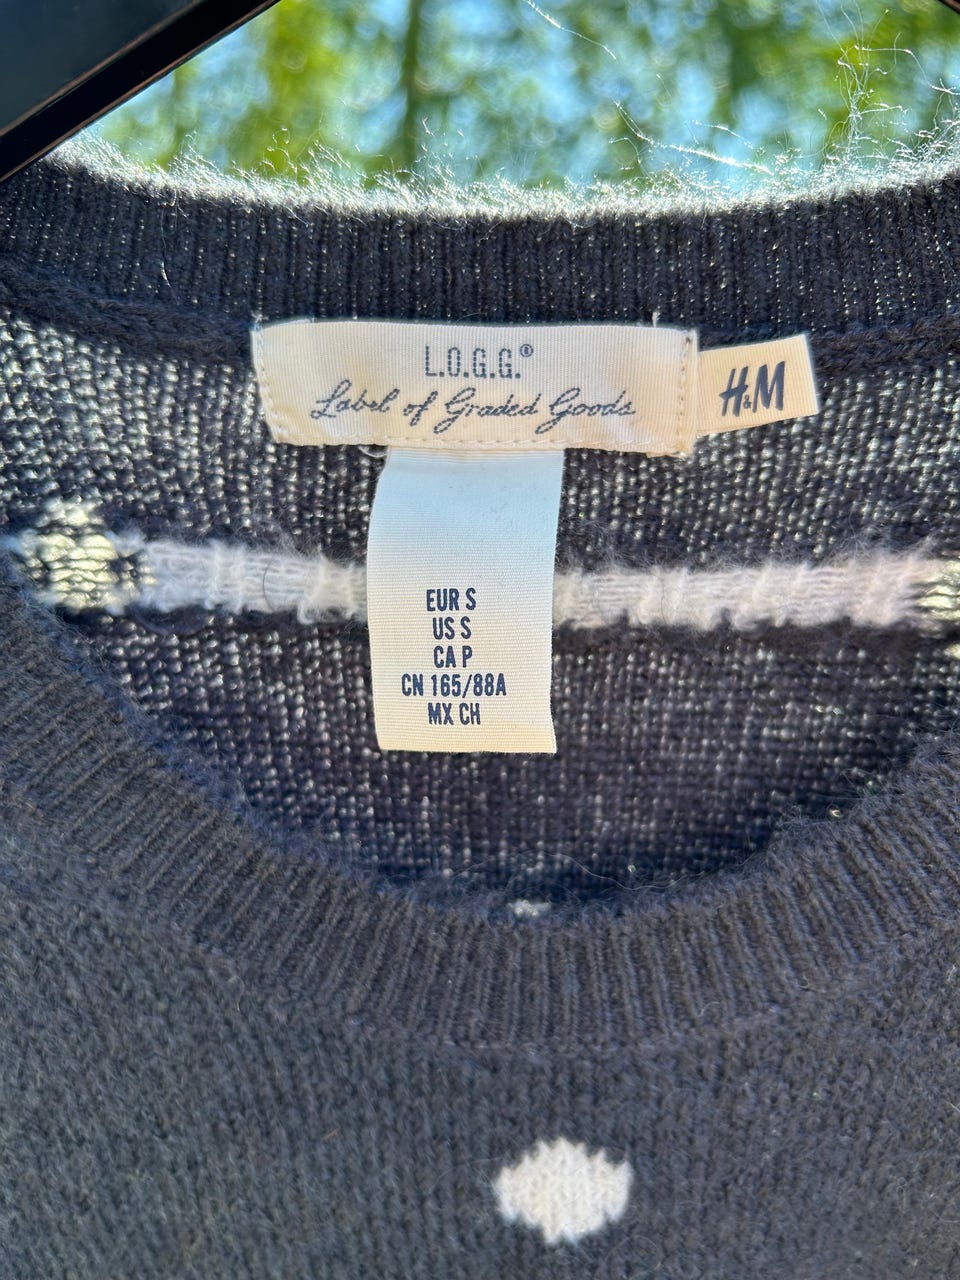 L.O.G.G.®
Label of Graded Goods
H&M
EUR S
US S
CA P
CN 165/88A
MX CH